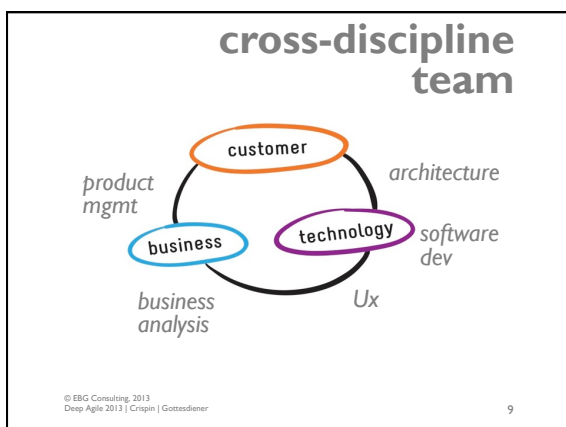 cross-discipline
team
customer
product
mgmt
architecture
business
technology
software
dev
business
analysis
Ux
© EBG Consulting, 2013
Deep Agile 2013 | Crispin | Gottesdiener
9